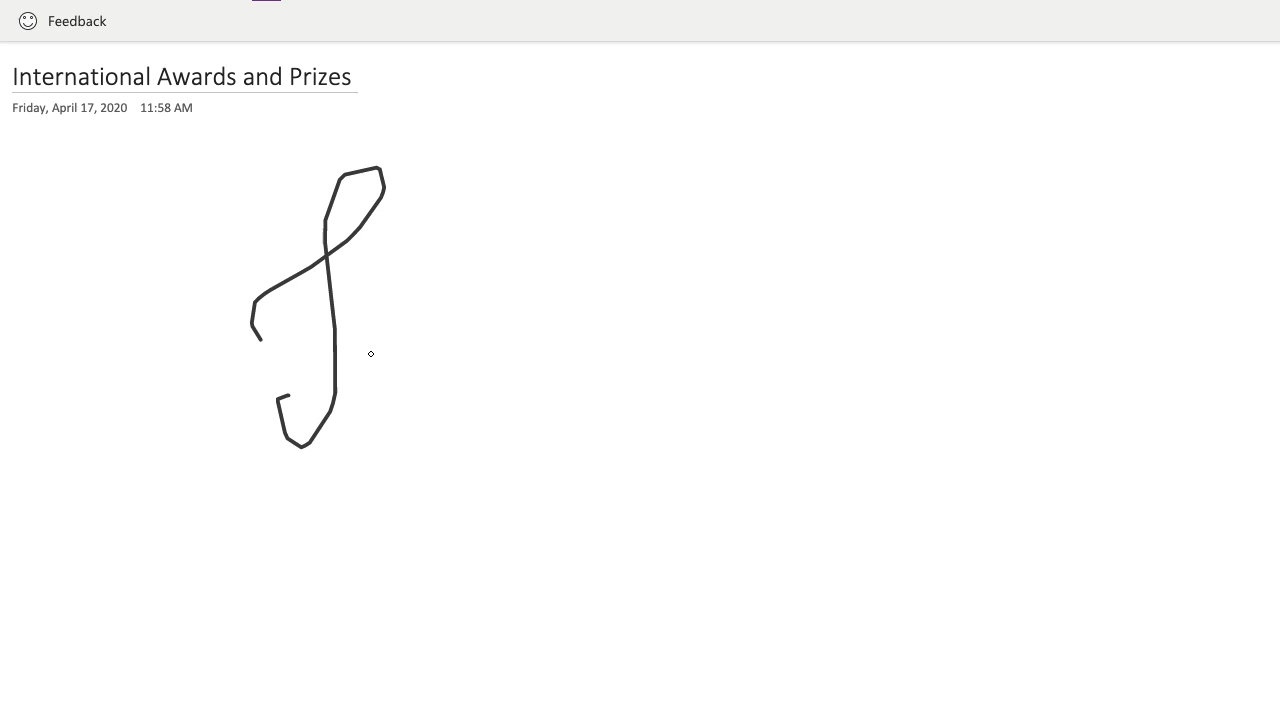 Feedback
International Awards and Prizes
Friday, April 17, 2020 11:58 AM